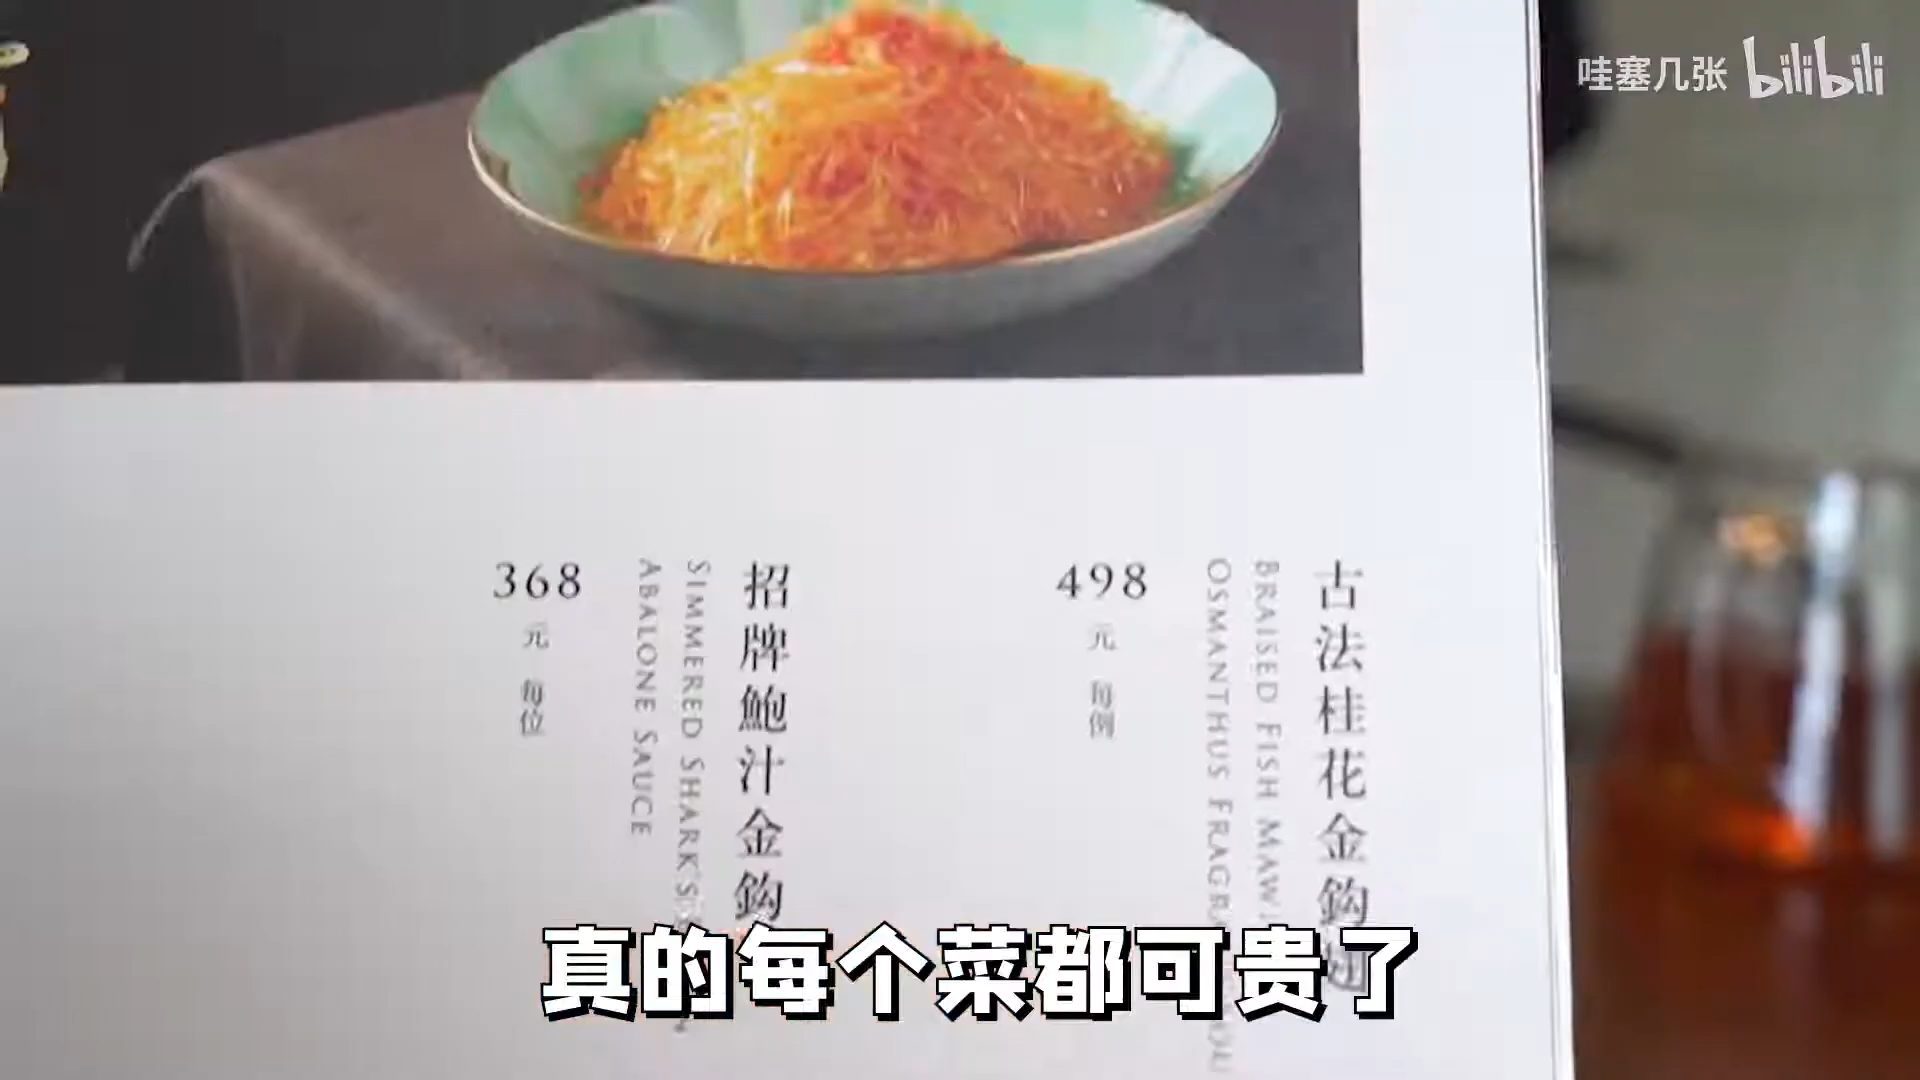 哇塞几张 bilibili
古法桂花金鈎翅
BRAISED FISH MAW
OSMANTHUS
498
元 每例
招牌鮑汁金鈎
SIMMERED SHARK'S
ABALONE SAUCE
368
元 每位
真的每个菜都可贵了